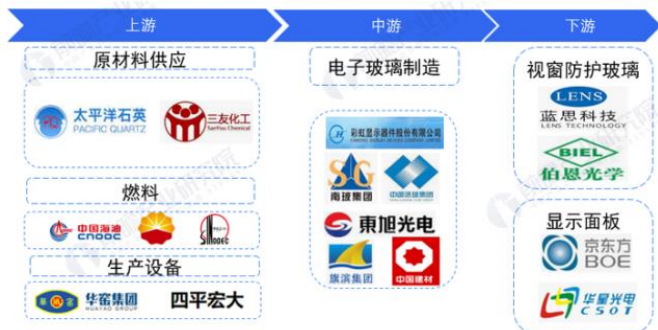 上游
中游
下游
原材料供应
太平洋石英
PACIFIC QUARTZ
三友化工
SanYou Chemical
燃料
中国海油
CNOOC
生产设备
华窑集团
HUAYAO GROUP
四平宏大
电子玻璃制造
彩虹显示器件股份有限公司
SG
南玻集团
東旭光电
旗滨集团
中国建材
视窗防护玻璃
LENS
蓝思科技
LENS TECHNOLOGY
BIEL
伯恩光学
显示面板
京东方
BOE
华星光电
CSOT